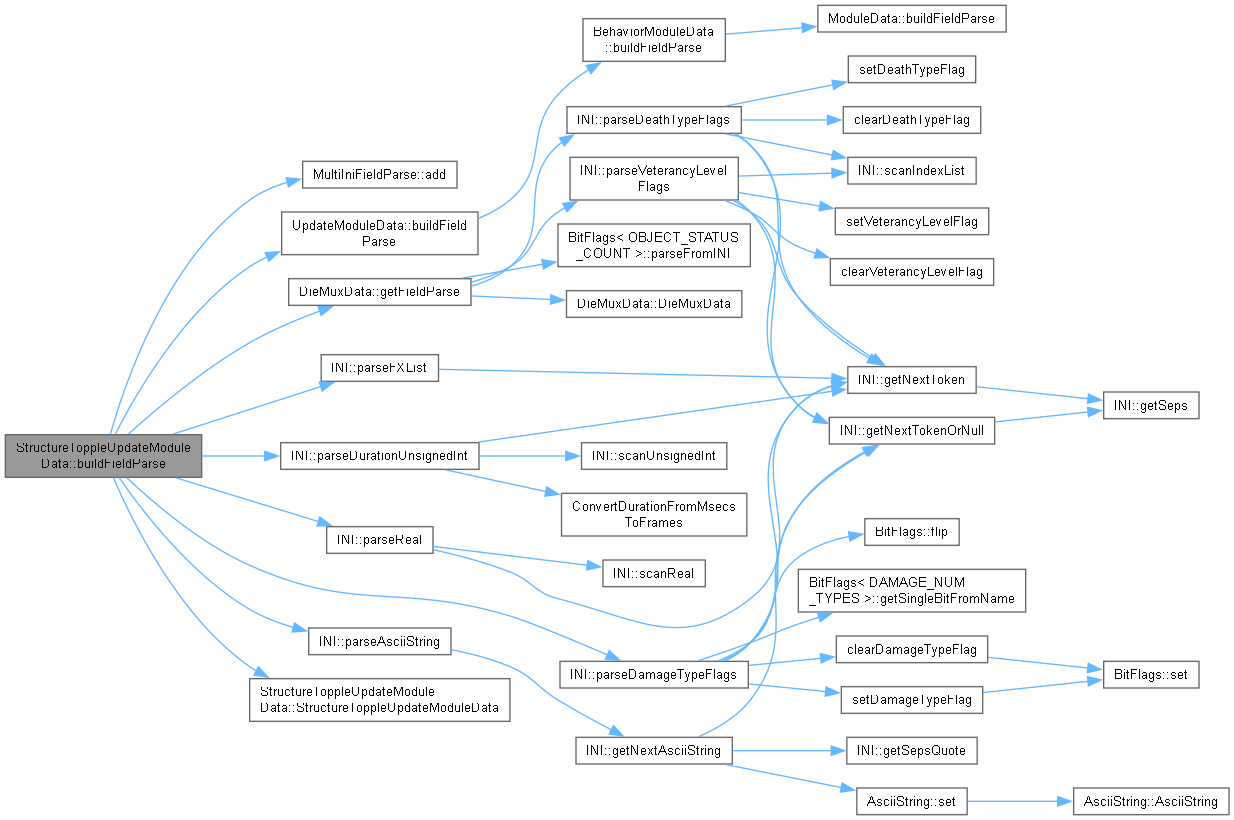 StructureToppleUpdateModule
Data::buildFieldParse
MultiIniFieldParse::add
UpdateModuleData::buildField
Parse
DieMuxData::getFieldParse
INI::parseFXList
INI::parseDurationUnsignedInt
INI::parseReal
INI::parseAsciiString
StructureToppleUpdateModule
Data::StructureToppleUpdateModuleData
BehaviorModuleData
::buildFieldParse
INI::parseDeathTypeFlags
INI::parseVeterancyLevel
Flags
BitFlags< OBJECT_STATUS
_COUNT >::parseFromINI
DieMuxData::DieMuxData
INI::scanUnsignedInt
ConvertDurationFromMsecs
ToFrames
INI::scanReal
INI::parseDamageTypeFlags
INI::getNextAsciiString
ModuleData::buildFieldParse
setDeathTypeFlag
clearDeathTypeFlag
INI::scanIndexList
setVeterancyLevelFlag
clearVeterancyLevelFlag
INI::getNextToken
INI::getNextTokenOrNull
BitFlags::flip
BitFlags< DAMAGE_NUM
_TYPES >::getSingleBitFromName
clearDamageTypeFlag
setDamageTypeFlag
INI::getSepsQuote
AsciiString::set
INI::getSeps
BitFlags::set
AsciiString::AsciiString